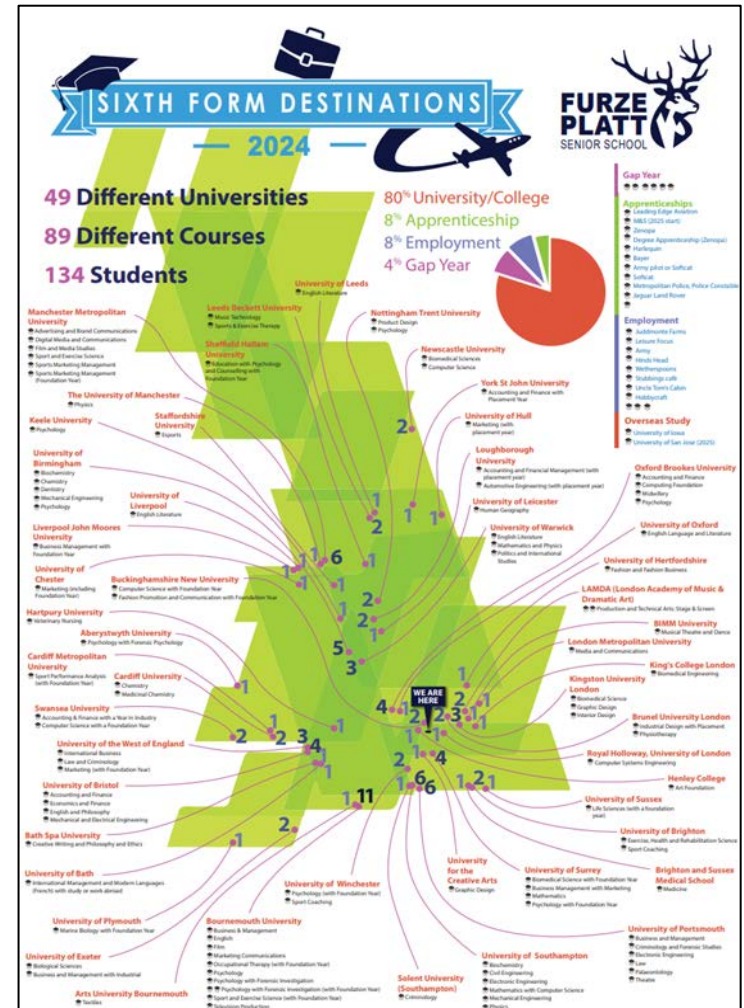 SIXTH FORM DESTINATIONS
2024
FURZE
PLATT
SENIOR SCHOOL
49 Different Universities
89 Different Courses
134 Students
80% University/College
8% Apprenticeship
8% Employment
4% Gap Year
Gap Year
Apprenticeships
Leading Edge Aviation
M&S (2025 start)
Zenopa
Degree Apprenticeship (Zenopa)
Harlequin
Bayer
Army pilot or Softcat
Softcat
Metropolitan Police, Police Constable
Jaguar Land Rover
Employment
Juddmonte Farms
Leisure Focus
Army
Hinds Head
Wetherspoons
Stubbings café
Uncle Tom's Cabin
Hobbycraft
Overseas Study
University of Iowa
University of San Jose (2025)
University of Leeds
English Literature
Leeds Beckett University
Music Technology
Sports & Exercise Therapy
Nottingham Trent University
Product Design
Psychology
Manchester Metropolitan
University
Advertising and Brand Communications
Digital Media and Communications
Film and Media Studies
Sport and Exercise Science
Sports Marketing Management
Sports Marketing Management
(Foundation Year)
Sheffield Hallam
University
Education with Psychology
and Counselling with
Foundation Year
Newcastle University
Biomedical Sciences
Computer Science
York St John University
Accounting and Finance with
Placement Year
The University of Manchester
Physics
Keele University
Psychology
Staffordshire
University
Esports
University of Hull
Marketing (with
placement year)
Loughborough
University
Accounting and Financial Management (with
placement year)
Automotive Engineering (with placement year)
University of
Birmingham
Biochemistry
Chemistry
Dentistry
Mechanical Engineering
Psychology
University of
Liverpool
English Literature
University of Leicester
Human Geography
Oxford Brookes University
Accounting and Finance
Computing Foundation
Midwifery
Psychology
University of Warwick
English Literature
Mathematics and Physics
Politics and International
Studies
University of Oxford
English Language and Literature
Liverpool John Moores
University
Business Management with
Foundation Year
University of
Chester
Marketing (including
Foundation Year)
Buckinghamshire New University
Computer Science with Foundation Year
Fashion Promotion and Communication with Foundation Year
University of Hertfordshire
Fashion and Fashion Business
LAMDA (London Academy of Music &
Dramatic Art)
Production and Technical Arts: Stage & Screen
Hartpury University
Veterinary Nursing
Aberystwyth University
Psychology with Forensic Psychology
BIMM University
Musical Theatre and Dance
London Metropolitan University
Media and Communications
Cardiff Metropolitan
University
Sport Performance Analysis
(with Foundation Year)
Cardiff University
Chemistry
Medicinal Chemistry
King's College London
Biomedical Engineering
Kingston University
London
Biomedical Science
Graphic Design
Interior Design
WE ARE
HERE
Swansea University
Accounting & Finance with a Year in Industry
Computer Science with a Foundation Year
Brunel University London
Industrial Design with Placement
Physiotherapy
University of the West of England
International Business
Law and Criminology
Marketing (with Foundation Year)
Royal Holloway, University of London
Computer Systems Engineering
Henley College
Art Foundation
University of Bristol
Accounting and Finance
Economics and Finance
English and Philosophy
Mechanical and Electrical Engineering
University of Sussex
Life Sciences (with a foundation
year)
Bath Spa University
Creative Writing and Philosophy and Ethics
University of Brighton
Exercise, Health and Rehabilitation Science
Sport Coaching
University of Bath
International Management and Modern Languages
(French) with study or work abroad
University of Winchester
Psychology (with Foundation Year)
Sport Coaching
University
for the
Creative Arts
Graphic Design
University of Surrey
Biomedical Science with Foundation Year
Business Management with Marketing
Mathematics
Psychology with Foundation Year
Brighton and Sussex
Medical School
Medicine
University of Plymouth
Marine Biology with Foundation Year
Bournemouth University
Business & Management
English
Film
Marketing Communications
Occupational Therapy (with Foundation Year)
Psychology
Psychology with Forensic Investigation
Psychology with Forensic Investigation (with Foundation Year)
Sport and Exercise Science (with Foundation Year)
Television Production
University of Exeter
Biological Sciences
Business and Management with Industrial
Arts University Bournemouth
Textiles
Solent University
(Southampton)
Criminology
University of Southampton
Biochemistry
Civil Engineering
Electronic Engineering
Mathematics with Computer Science
Mechanical Engineering
Physics
University of Portsmouth
Business and Management
Criminology and Forensic Studies
Electronic Engineering
Law
Palaeontology
Theatre